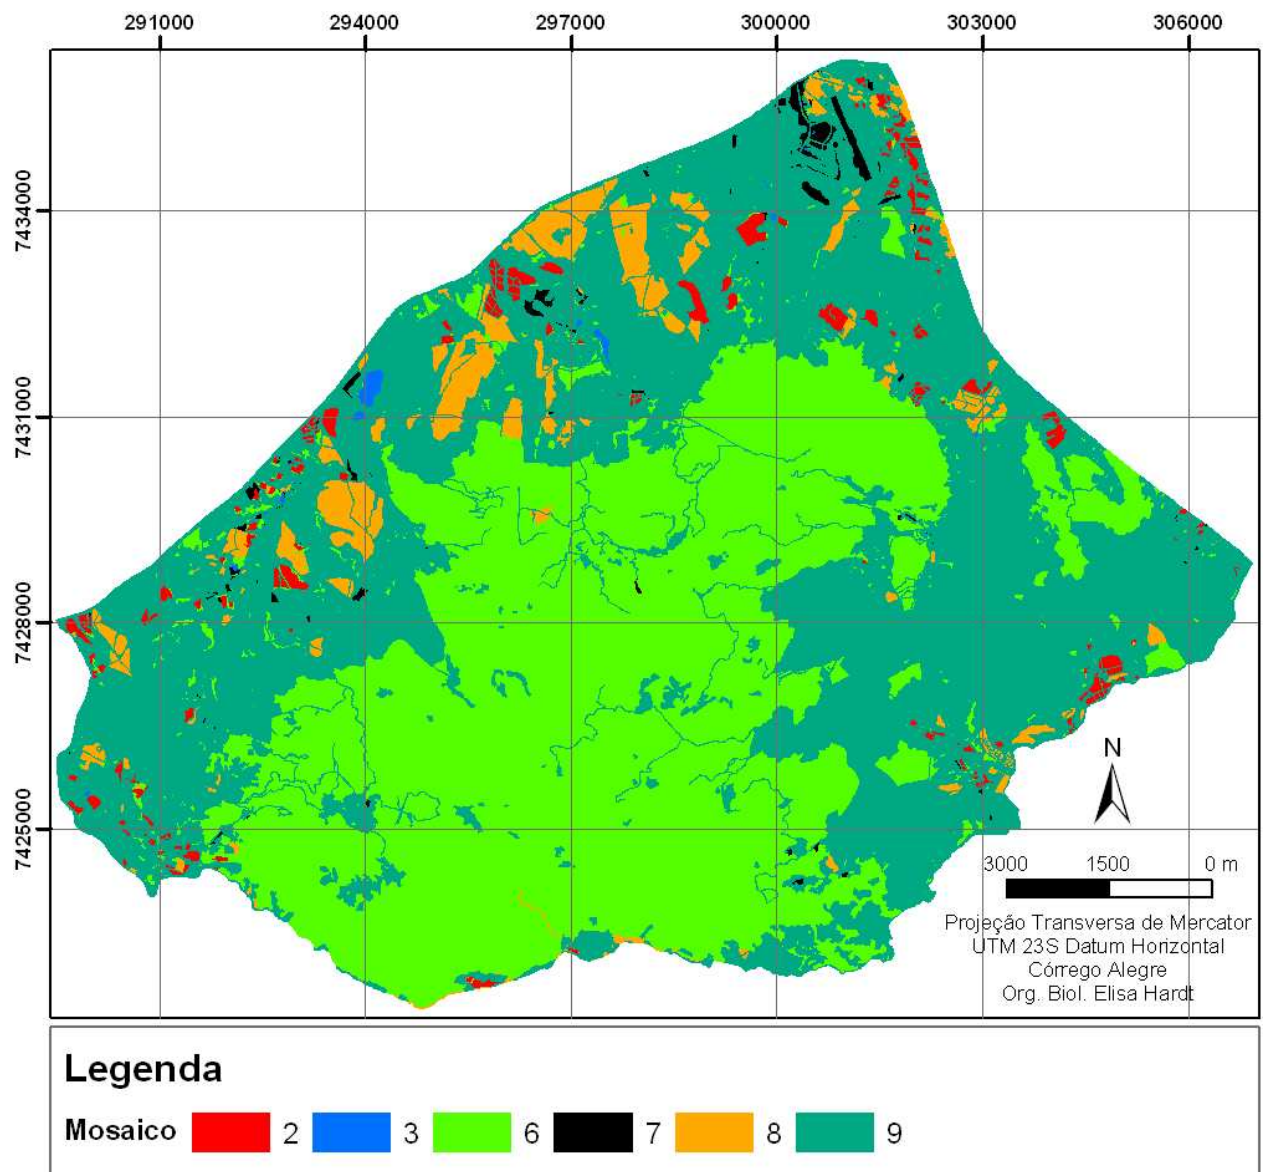 291000 294000 297000 300000 303000 306000
7434000
7431000
7428000
7425000
N
3000 1500 0 m
Projeção Transversa de Mercator
UTM 23S Datum Horizontal
Córrego Alegre
Org. Biol. Elisa Hardt
Legenda
Mosaico 2 3 6 7 8 9